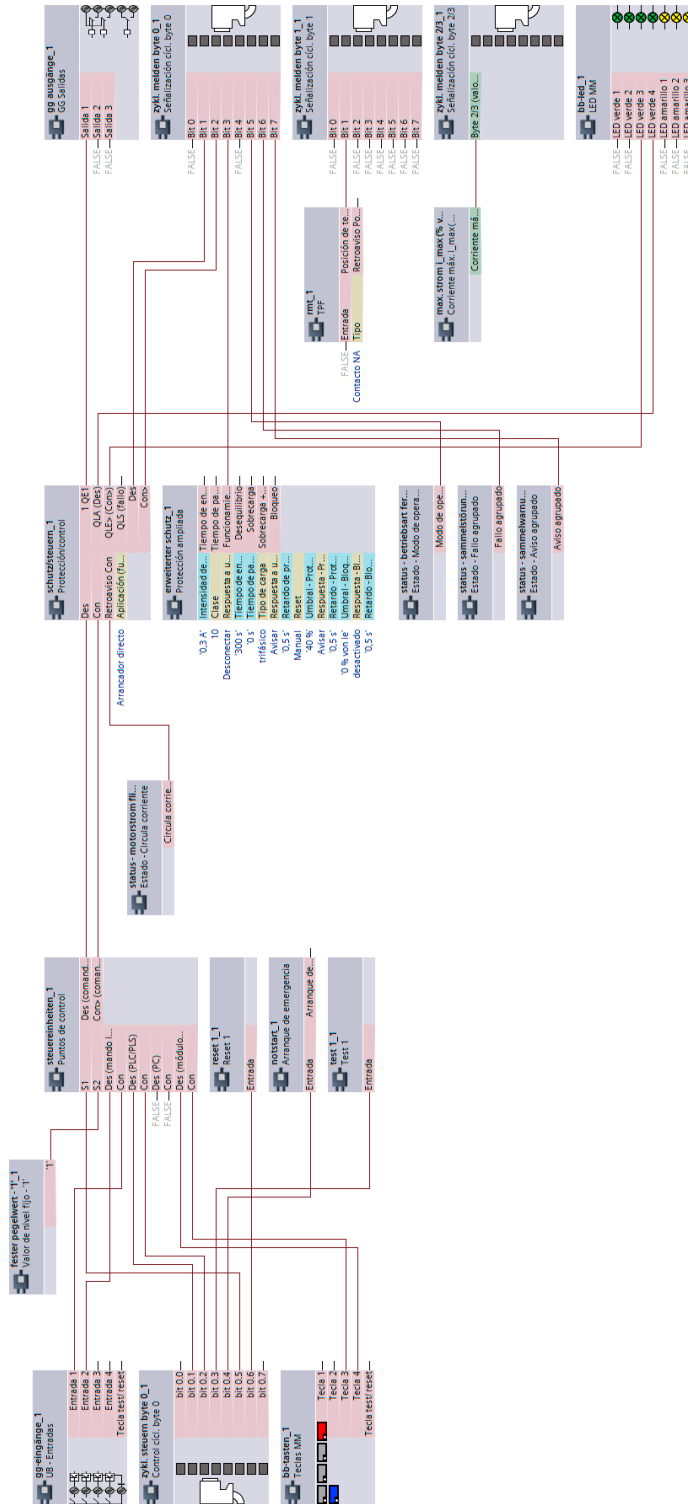 gg-eingänge_1
UB - Entradas
Entrada 1
Entrada 2
Entrada 3
Entrada 4
Tecla test/ reset
zykl. steuern byte 0_1
Control cícl. byte 0
bit 0.0
bit 0.1
bit 0.2
bit 0.3
bit 0.4
bit 0.5
bit 0.6
bit 0.7
bb-tasten_1
Teclas MM
Tecla 1
Tecla 2
Tecla 3
Tecla 4
Tecla test/ reset
fester pegelwert - '1'_1
Valor de nivel fijo - '1'
'1'
steuereinheiten_1
Puntos de control
S1
S2
Des (mando l...
Con
Des (PLC/PLS)
Con
FALSE Des (PC)
FALSE Con
Des (módulo...
Con
Des (comand...
Con> (coman...
reset 1_1
Reset 1
Entrada
notstart_1
Arranque de emergencia
Entrada
Arranque de...
test 1_1
Test 1
Entrada
status - motorstrom fli...
Estado - Circula corriente
Circula corrie...
schutz/steuern_1
Protección/control
Des
Con
Retroaviso Con
Arrancador directo Aplicación (fu...
1 QE1
QLA (Des)
QLE> (Con>)
QLS (fallo)
Des
Con>
erweiterter schutz_1
Protección ampliada
'0,3 A' Intensidad de...
10 Clase
Desconectar Respuesta a u...
'300 s' Tiempo de en...
'0 s' Tiempo de pa...
trifásico Tipo de carga
Avisar Respuesta a u...
'0,5 s' Retardo de pr...
Manual Reset
'40 %' Umbral - Prot...
Avisar Respuesta - Pr...
'0,5 s' Retardo - Prot...
'0 % von Ie' Umbral - Bloq...
desactivado Respuesta - Bl...
'0,5 s' Retardo - Blo...
Tiempo de en...
Tiempo de pa...
Funcionamie...
Desequilibrio
Sobrecarga
Sobrecarga +...
Bloqueo
status - betriebsart fer...
Estado - Modo de opera...
Modo de ope...
status - sammelstörun...
Estado - Fallo agrupado
Fallo agrupado
status - sammelwarnu...
Estado - Aviso agrupado
Aviso agrupado
rmt_1
TPF
FALSE Entrada
Contacto NA Tipo
Posición de te...
Retroaviso Po...
max. strom i_max (% v...
Corriente máx. I_max(...
Corriente má...
gg ausgänge_1
GG Salidas
Salida 1
FALSE Salida 2
FALSE Salida 3
zykl. melden byte 0_1
Señalización cícl. byte 0
FALSE Bit 0
Bit 1
Bit 2
Bit 3
FALSE Bit 4
Bit 5
Bit 6
Bit 7
zykl. melden byte 1_1
Señalización cícl. byte 1
FALSE Bit 0
Bit 1
FALSE Bit 2
FALSE Bit 3
FALSE Bit 4
FALSE Bit 5
FALSE Bit 6
FALSE Bit 7
zykl. melden byte 2/3_1
Señalización cícl. byte 2/3
Byte 2/3 (valo...
bb-led_1
LED MM
FALSE LED verde 1
FALSE LED verde 2
LED verde 3
LED verde 4
FALSE LED amarillo 1
FALSE LED amarillo 2
FALSE LED amarillo 3